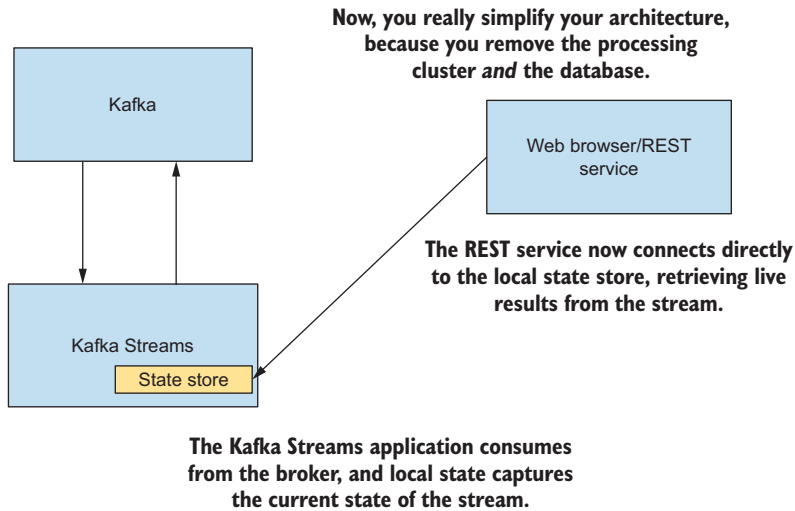 Now, you really simplify your architecture,
because you remove the processing
cluster and the database.
Kafka
Web browser/REST
service
The REST service now connects directly
to the local state store, retrieving live
results from the stream.
Kafka Streams
State store
The Kafka Streams application consumes
from the broker, and local state captures
the current state of the stream.